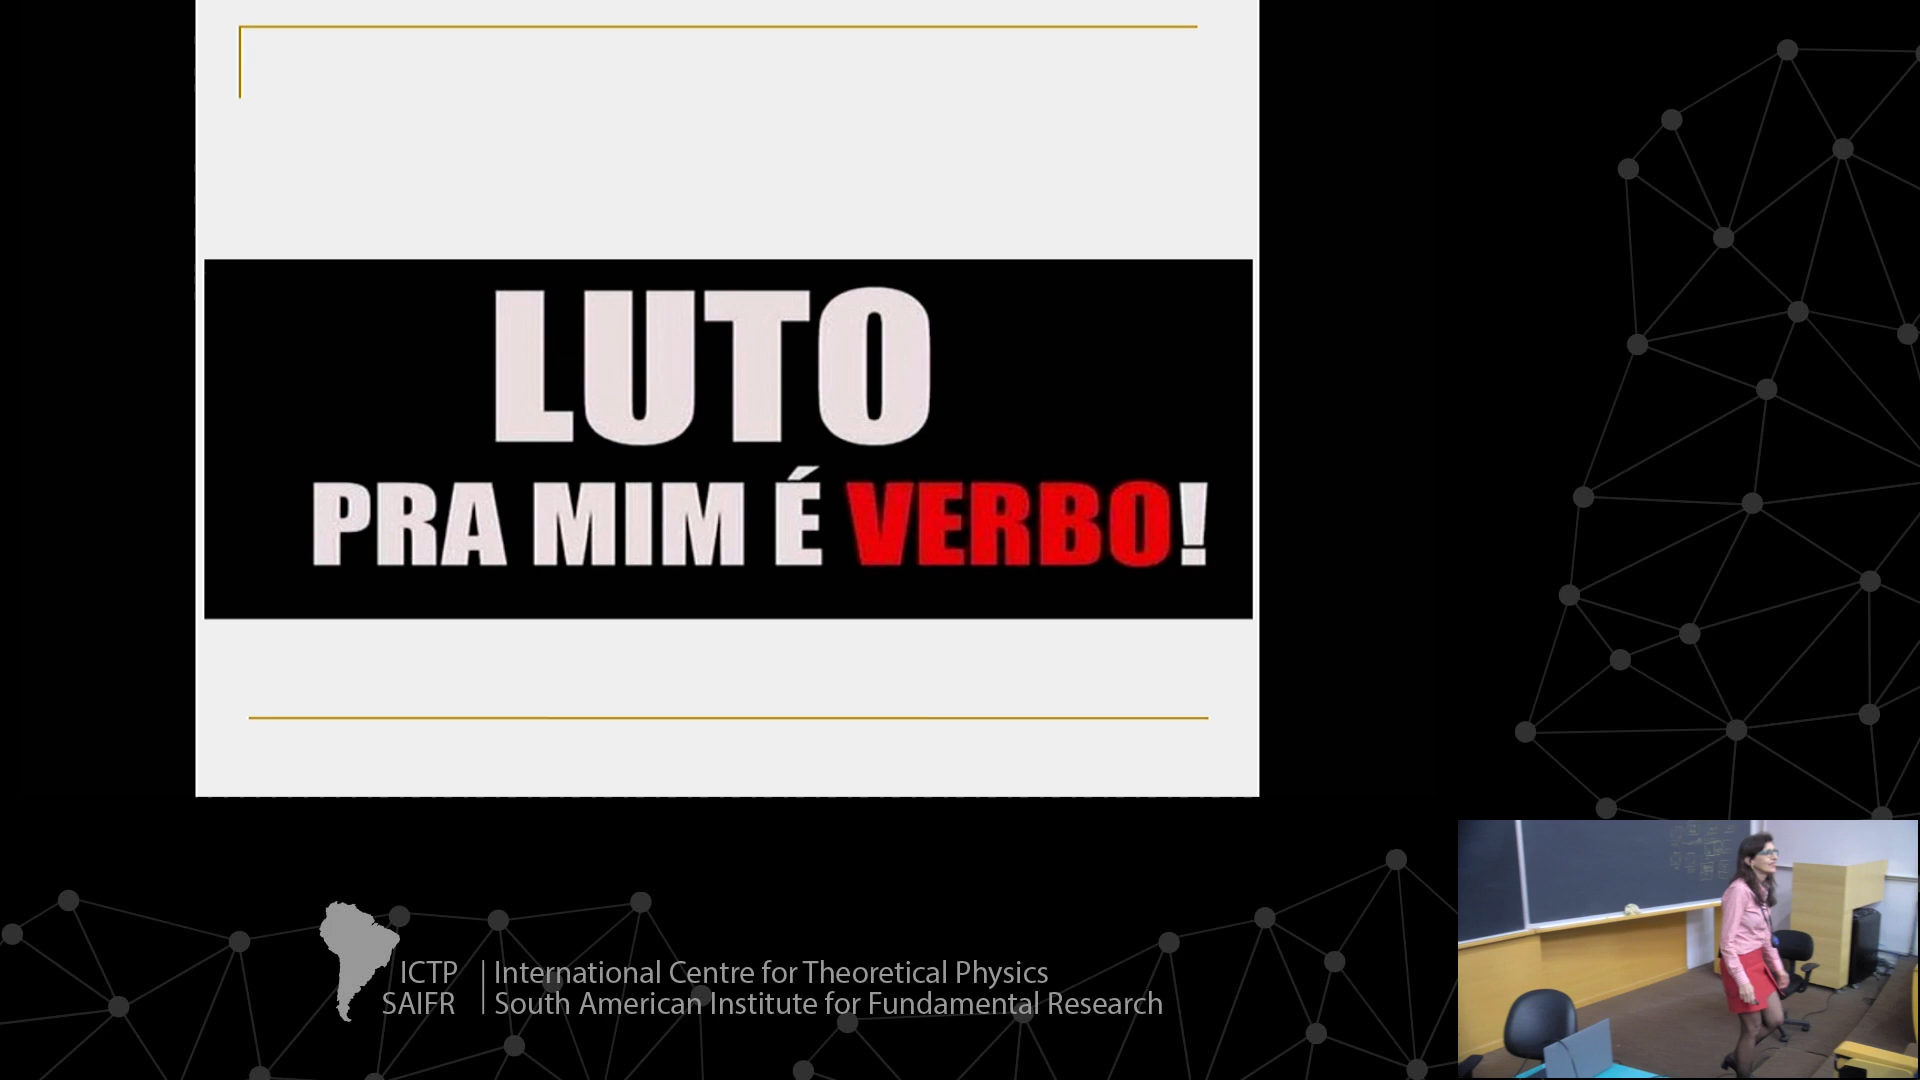 LUTO
PRA MIM É VERBO!
ICTP
SAIFR
International Centre for Theoretical Physics
South American Institute for Fundamental Research